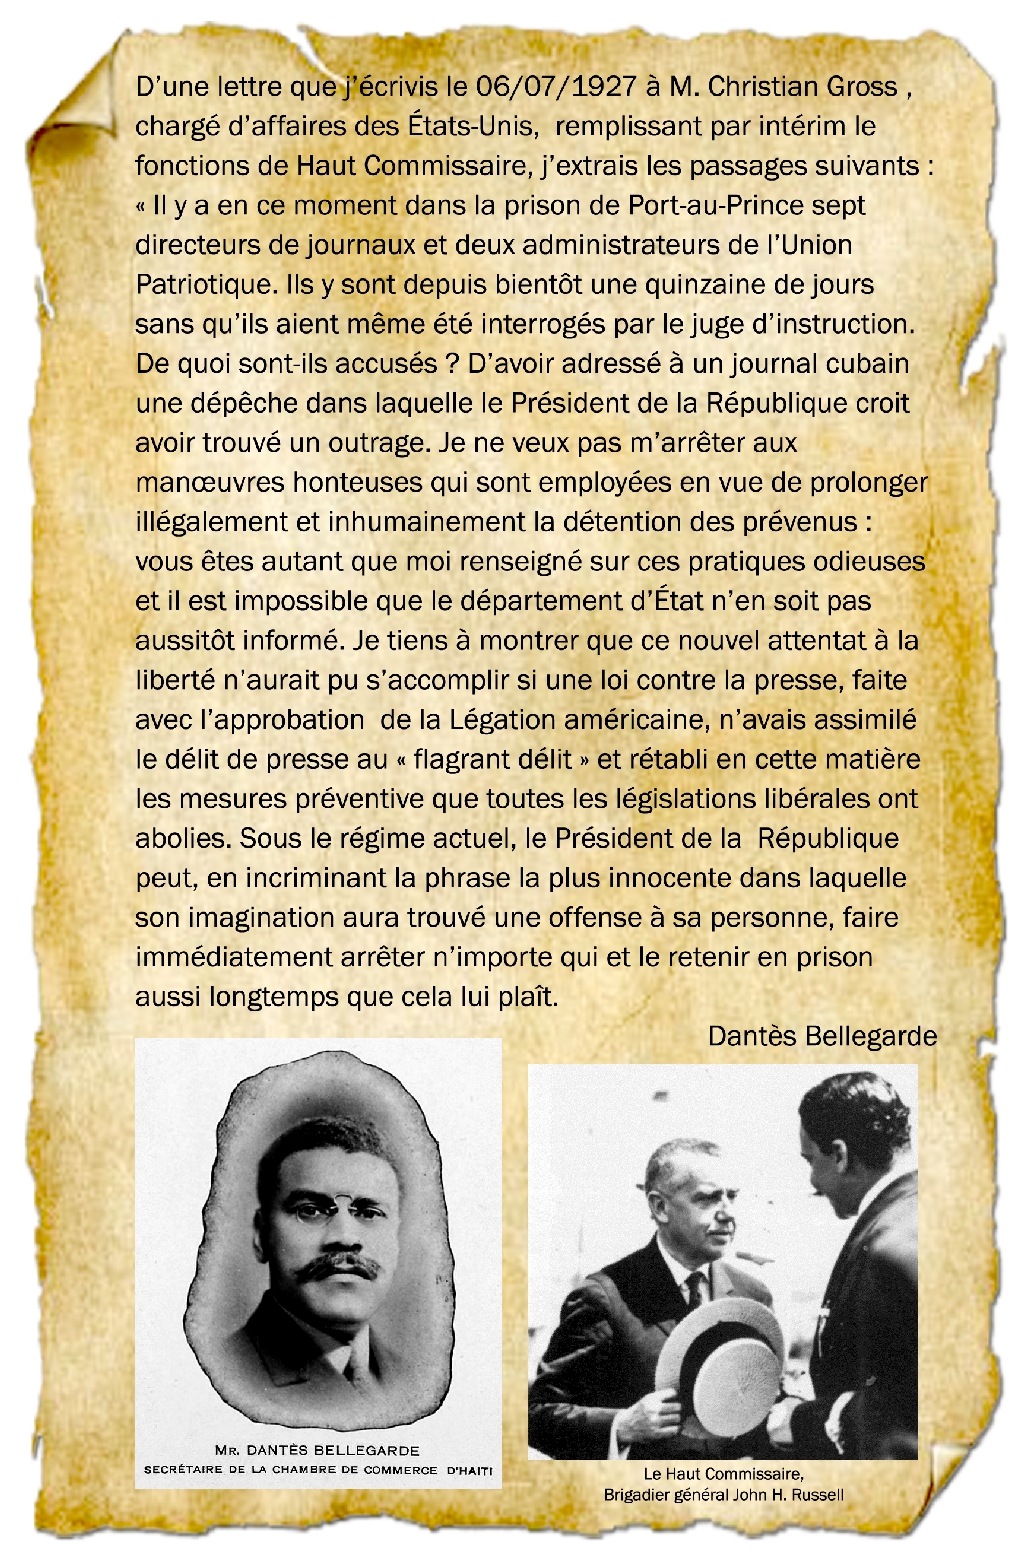 D’une lettre que j’écrivis le 06/07/1927 à M. Christian Gross ,
chargé d’affaires des États-Unis,  remplissant par intérim le
fonctions de Haut Commissaire, j’extrais les passages suivants :
« Il y a en ce moment dans la prison de Port-au-Prince sept
directeurs de journaux et deux administrateurs de l’Union
Patriotique. Ils y sont depuis bientôt une quinzaine de jours
sans qu’ils aient même été interrogés par le juge d’instruction.
De quoi sont-ils accusés ? D’avoir adressé à un journal cubain
une dépêche dans laquelle le Président de la République croit
avoir trouvé un outrage. Je ne veux pas m’arrêter aux
manœuvres honteuses qui sont employées en vue de prolonger
illégalement et inhumainement la détention des prévenus :
vous êtes autant que moi renseigné sur ces pratiques odieuses
et il est impossible que le département d’État n’en soit pas
aussitôt informé. Je tiens à montrer que ce nouvel attentat à la
liberté n’aurait pu s’accomplir si une loi contre la presse, faite
avec l’approbation  de la Légation américaine, n’avais assimilé
le délit de presse au « flagrant délit » et rétabli en cette matière
les mesures préventive que toutes les législations libérales ont
abolies. Sous le régime actuel, le Président de la  République
peut, en incriminant la phrase la plus innocente dans laquelle
son imagination aura trouvé une offense à sa personne, faire
immédiatement arrêter n’importe qui et le retenir en prison
aussi longtemps que cela lui plaît.
Dantès Bellegarde
MR. DANTÈS BELLEGARDE
SECRÉTAIRE DE LA CHAMBRE DE COMMERCE D'HAITI
Le Haut Commissaire,
Brigadier général John H. Russell